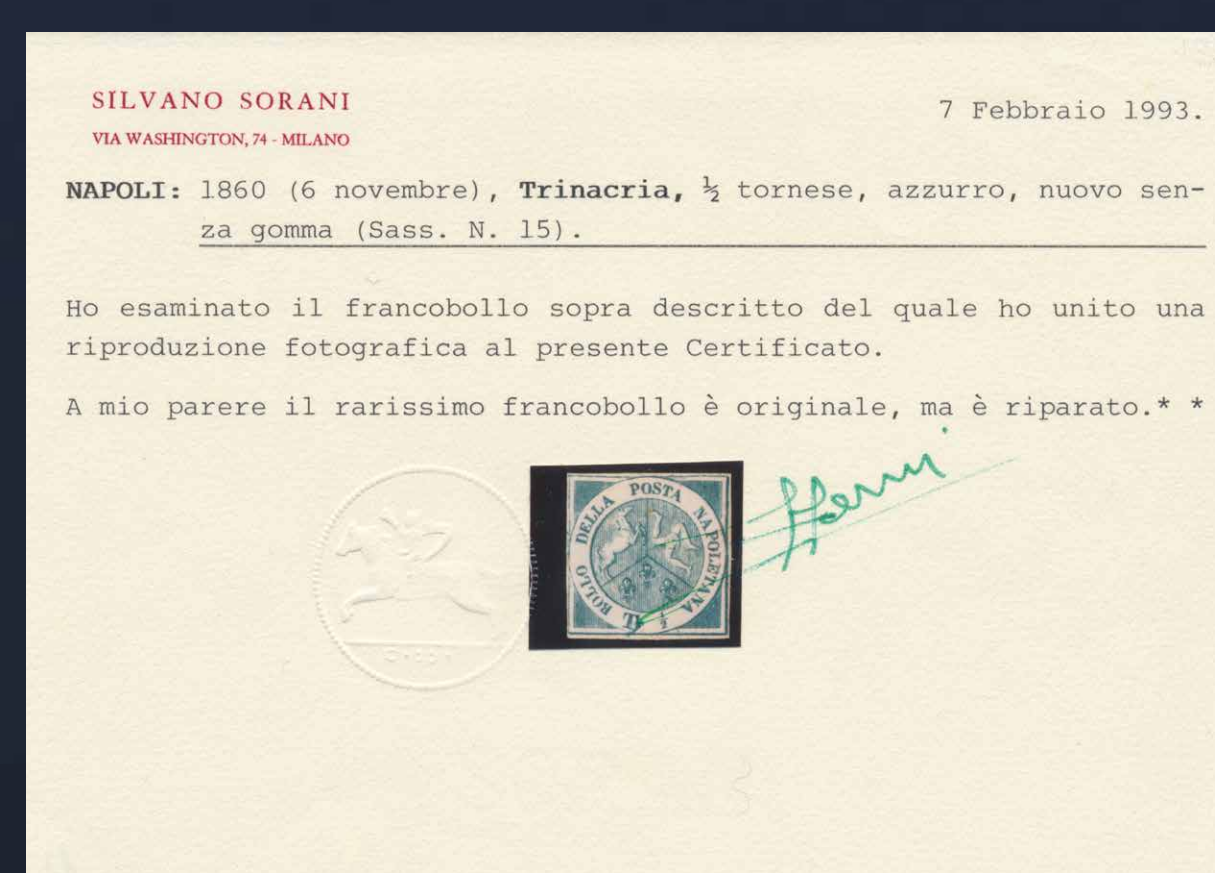 SILVANO SORANI
VIA WASHINGTON, 74 - MILANO
7 Febbraio 1993.
NAPOLI: 1860 (6 novembre), Trinacria, ½ tornese, azzurro, nuovo sen-
za gomma (Sass. N. 15).
Ho esaminato il francobollo sopra descritto del quale ho unito una
riproduzione fotografica al presente Certificato.
A mio parere il rarissimo francobollo è originale, ma è riparato.* *
BOLLO DELLA POSTA NAPOLETANA
T ½